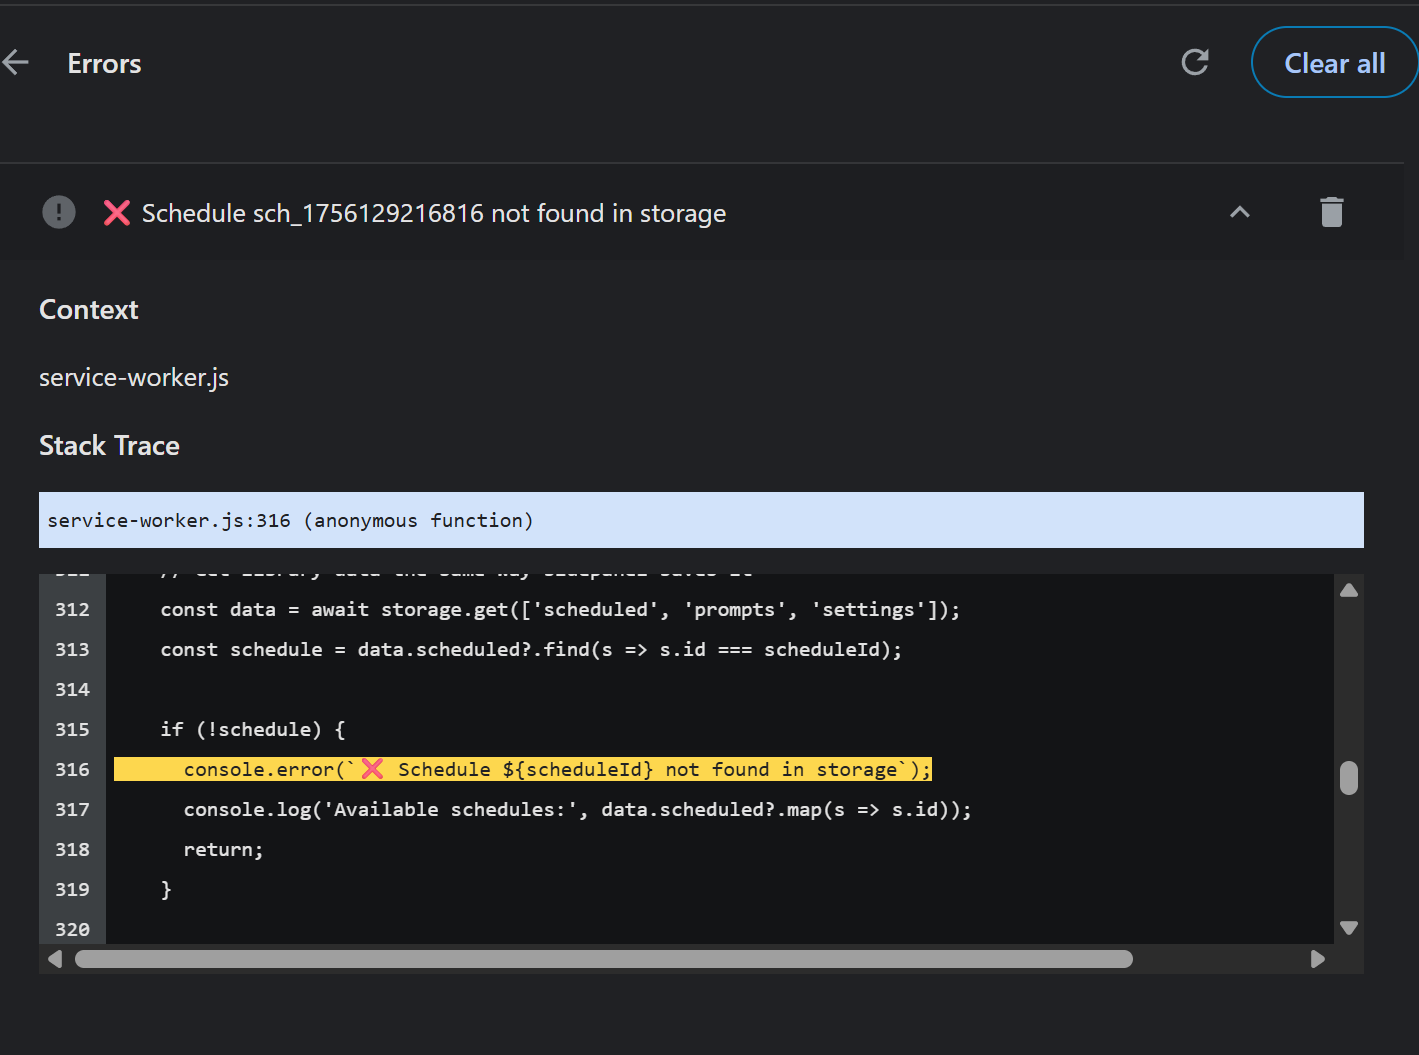 Errors
Clear all
❌ Schedule sch_1756129216816 not found in storage
Context
service-worker.js
Stack Trace
service-worker.js:316 (anonymous function)
312 const data = await storage.get(['scheduled', 'prompts', 'settings']);
313 const schedule = data.scheduled?.find(s => s.id === scheduleId);
314
315 if (!schedule) {
316 console.error(`❌ Schedule ${scheduleId} not found in storage`);
317 console.log('Available schedules:', data.scheduled?.map(s => s.id));
318 return;
319 }
320